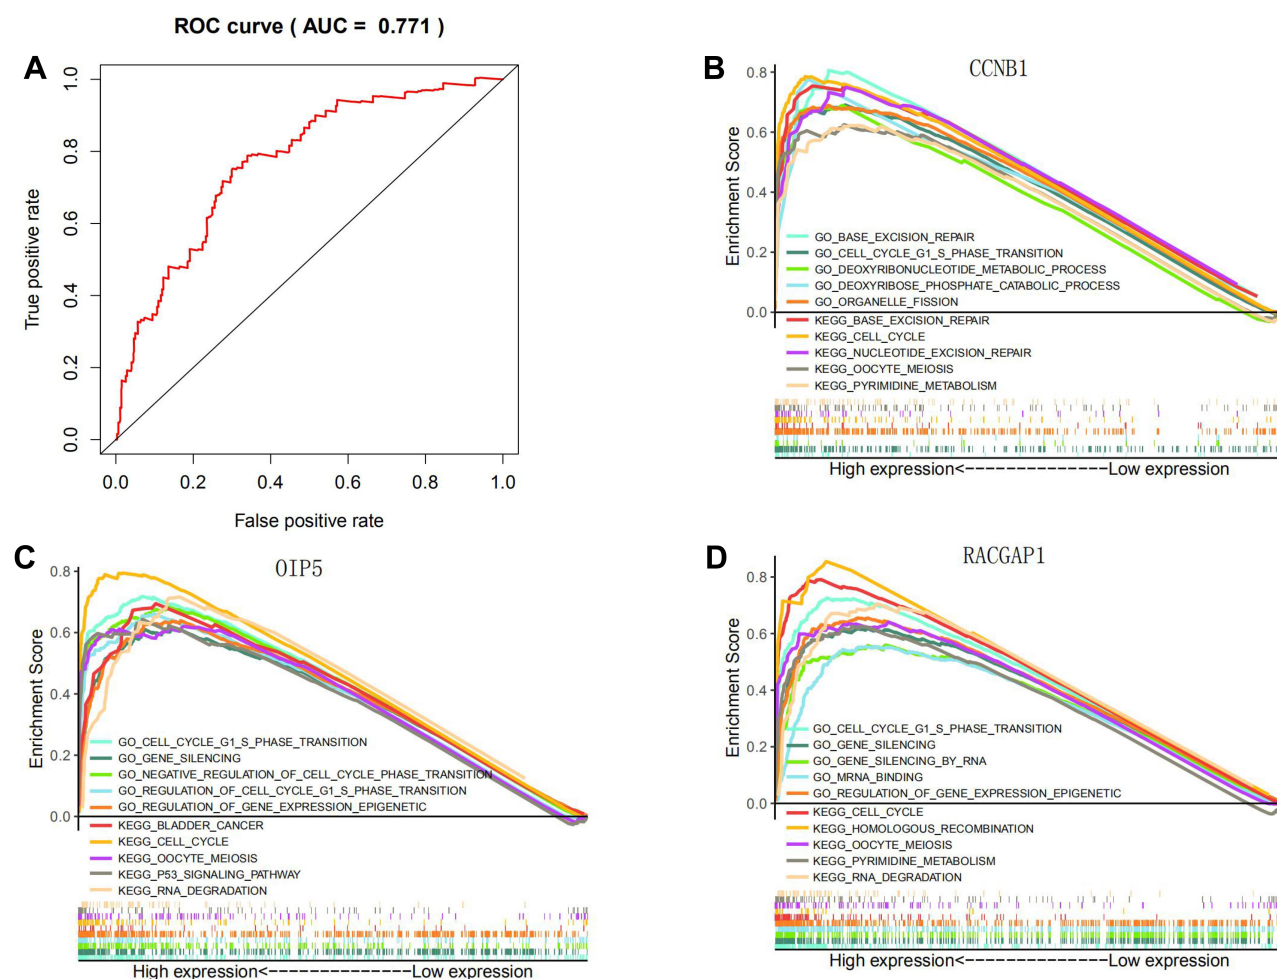 ROC curve ( AUC = 0.771 )
A
True positive rate
1.0
0.8
0.6
0.4
0.2
0.0
0.0 0.2 0.4 0.6 0.8 1.0
False positive rate
B
CCNB1
Enrichment Score
0.8
0.6
0.4
0.2
0.0
GO_BASE_EXCISION_REPAIR
GO_CELL_CYCLE_G1_S_PHASE_TRANSITION
GO_DEOXYRIBONUCLEOTIDE_METABOLIC_PROCESS
GO_DEOXYRIBOSE_PHOSPHATE_CATABOLIC_PROCESS
GO_ORGANELLE_FISSION
KEGG_BASE_EXCISION_REPAIR
KEGG_CELL_CYCLE
KEGG_NUCLEOTIDE_EXCISION_REPAIR
KEGG_OOCYTE_MEIOSIS
KEGG_PYRIMIDINE_METABOLISM
High expression<----------------Low expression
C
OIP5
Enrichment Score
0.8
0.6
0.4
0.2
0.0
GO_CELL_CYCLE_G1_S_PHASE_TRANSITION
GO_GENE_SILENCING
GO_NEGATIVE_REGULATION_OF_CELL_CYCLE_PHASE_TRANSITION
GO_REGULATION_OF_CELL_CYCLE_G1_S_PHASE_TRANSITION
GO_REGULATION_OF_GENE_EXPRESSION_EPIGENETIC
KEGG_BLADDER_CANCER
KEGG_CELL_CYCLE
KEGG_OOCYTE_MEIOSIS
KEGG_P53_SIGNALING_PATHWAY
KEGG_RNA_DEGRADATION
High expression<----------------Low expression
D
RACGAP1
Enrichment Score
0.8
0.6
0.4
0.2
0.0
GO_CELL_CYCLE_G1_S_PHASE_TRANSITION
GO_GENE_SILENCING
GO_GENE_SILENCING_BY_RNA
GO_MRNA_BINDING
GO_REGULATION_OF_GENE_EXPRESSION_EPIGENETIC
KEGG_CELL_CYCLE
KEGG_HOMOLOGOUS_RECOMBINATION
KEGG_OOCYTE_MEIOSIS
KEGG_PYRIMIDINE_METABOLISM
KEGG_RNA_DEGRADATION
High expression<----------------Low expression